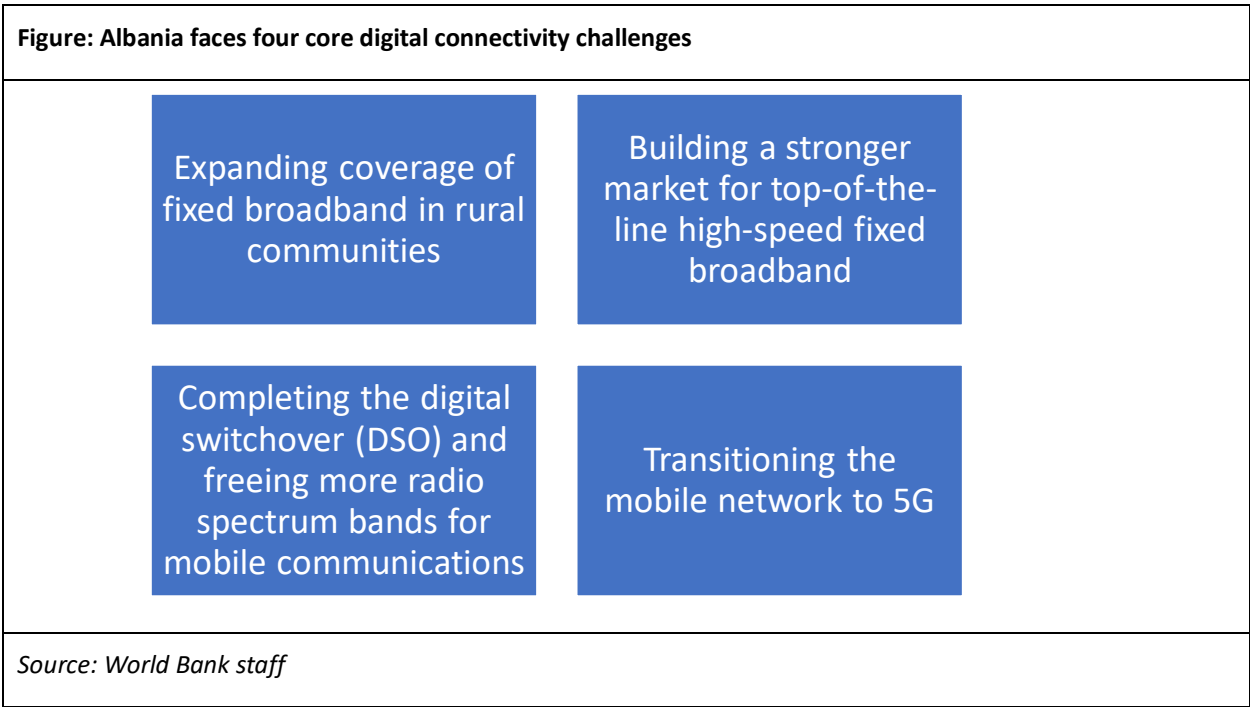 Figure: Albania faces four core digital connectivity challenges
Expanding coverage of
fixed broadband in rural
communities
Building a stronger
market for top-of-the-
line high-speed fixed
broadband
Completing the digital
switchover (DSO) and
freeing more radio
spectrum bands for
mobile communications
Transitioning the
mobile network to 5G
Source: World Bank staff